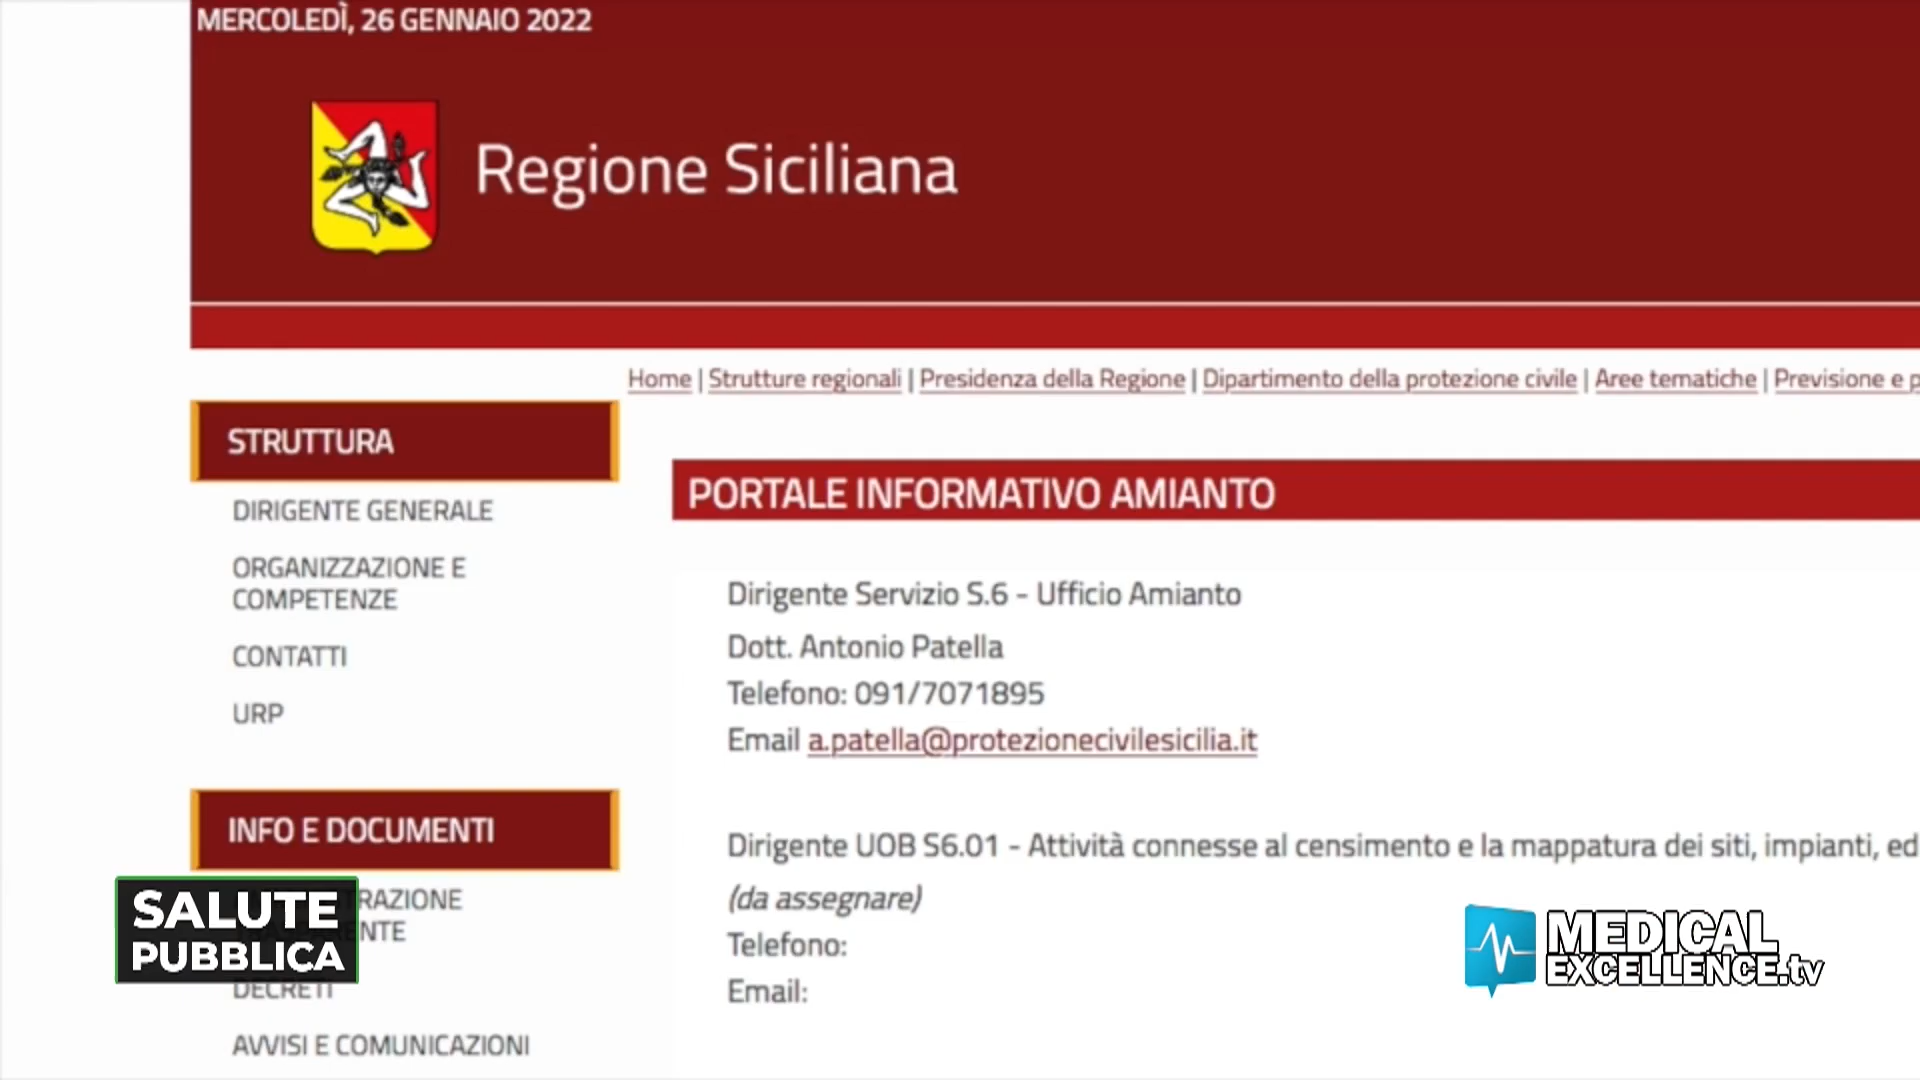 MERCOLEDÌ, 26 GENNAIO 2022
Regione Siciliana
Home | Strutture regionali | Presidenza della Regione | Dipartimento della protezione civile | Aree tematiche | Previsione e p
STRUTTURA
DIRIGENTE GENERALE
ORGANIZZAZIONE E
COMPETENZE
CONTATTI
URP
PORTALE INFORMATIVO AMIANTO
Dirigente Servizio S.6 - Ufficio Amianto
Dott. Antonio Patella
Telefono: 091/7071895
Email a.patella@protezionecivilesicilia.it
Dirigente UOB S6.01 - Attività connesse al censimento e la mappatura dei siti, impianti, ed
(da assegnare)
Telefono:
Email:
INFO E DOCUMENTI
DECRETI
AVVISI E COMUNICAZIONI
SALUTE
PUBBLICA
MEDICAL
EXCELLENCE.tv